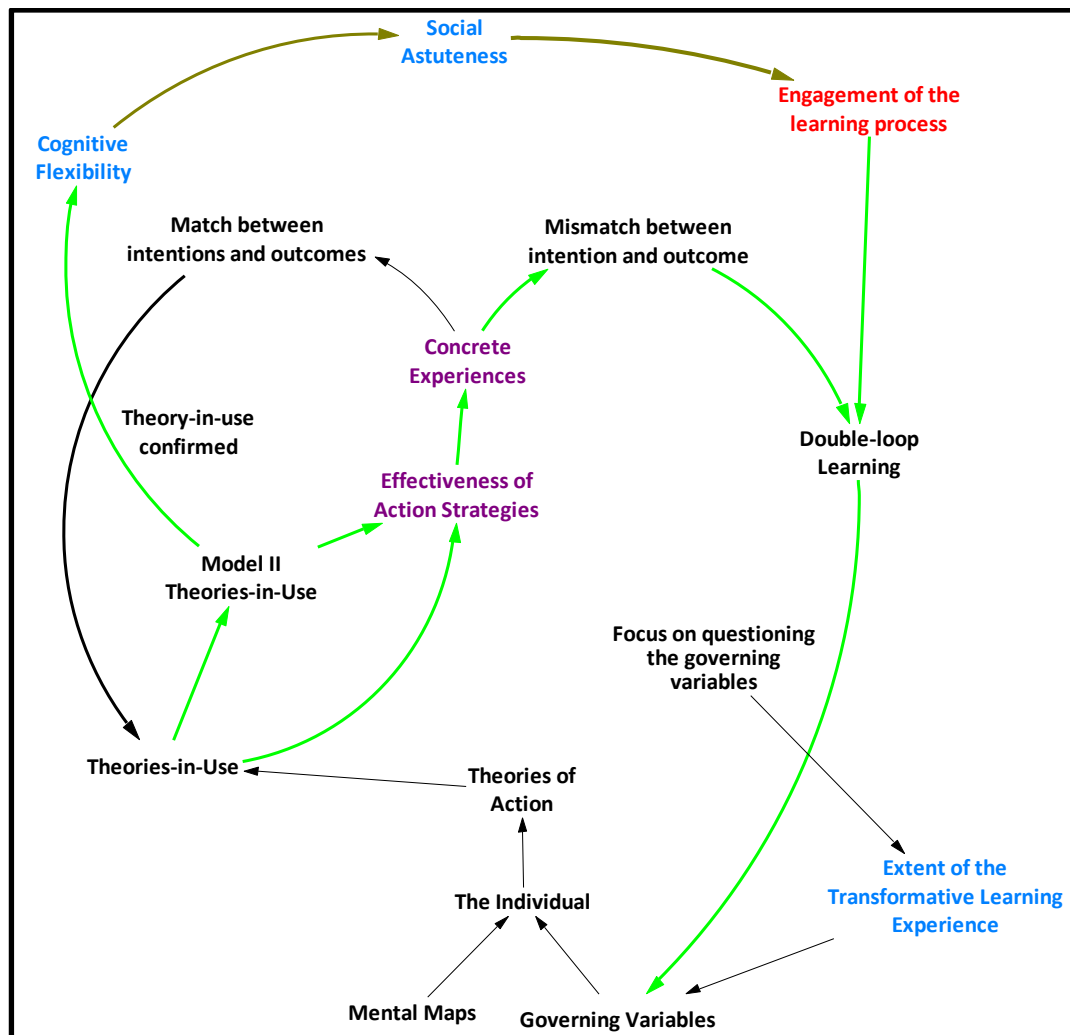 Social
Astuteness
Engagement of the
learning process
Cognitive
Flexibility
Match between
intentions and outcomes
Mismatch between
intention and outcome
Concrete
Experiences
Theory-in-use
confirmed
Double-loop
Learning
Effectiveness of
Action Strategies
Model II
Theories-in-Use
Focus on questioning
the governing
variables
Theories-in-Use
Theories of
Action
Extent of the
Transformative Learning
Experience
The Individual
Mental Maps
Governing Variables